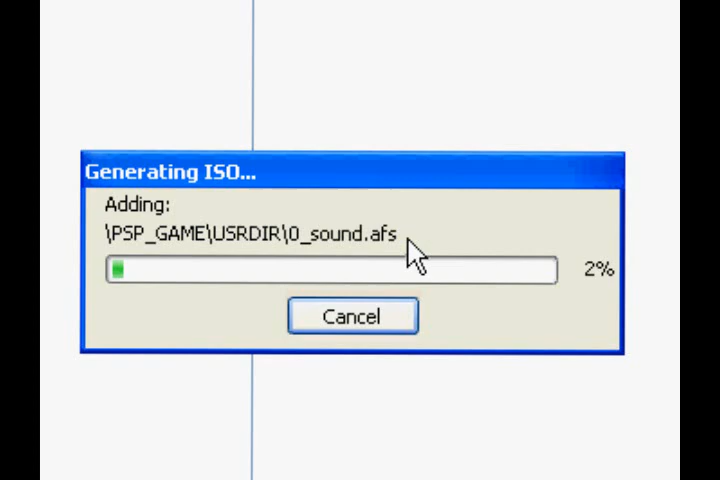 Generating ISO...
Adding:
\PSP_GAME\USRDIR\0_sound.afs
2%
Cancel